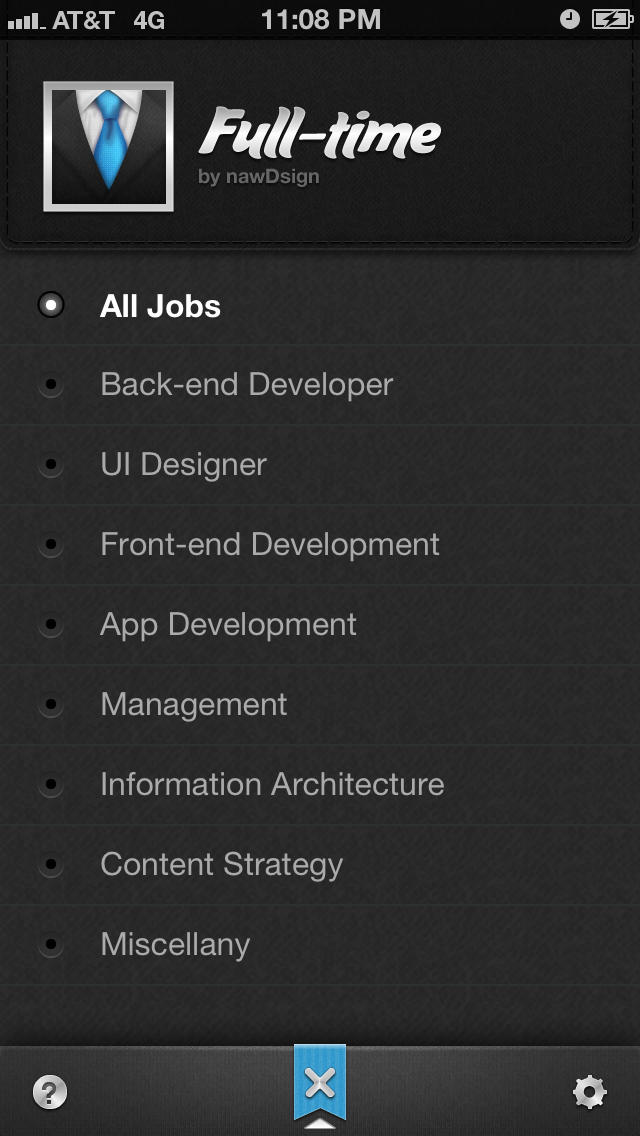 AT&T 4G 11:08 PM
Full-time
by nawDsign
All Jobs
Back-end Developer
UI Designer
Front-end Development
App Development
Management
Information Architecture
Content Strategy
Miscellany
?